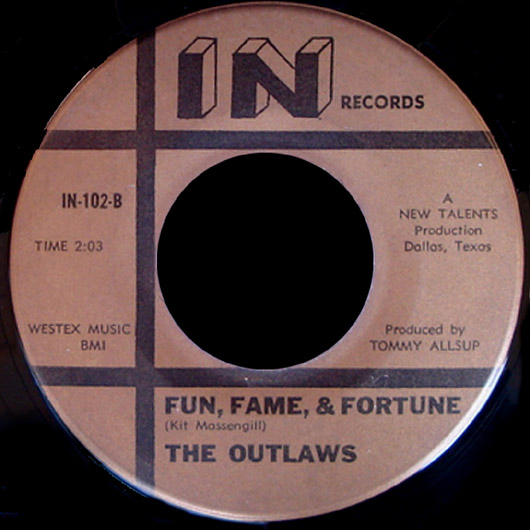 IN RECORDS
IN-102-B
TIME 2:03
WESTEX MUSIC
BMI
A
NEW TALENTS
Production
Dallas, Texas
Produced by
TOMMY ALLSUP
FUN, FAME, & FORTUNE
(Kit Massengill)
THE OUTLAWS